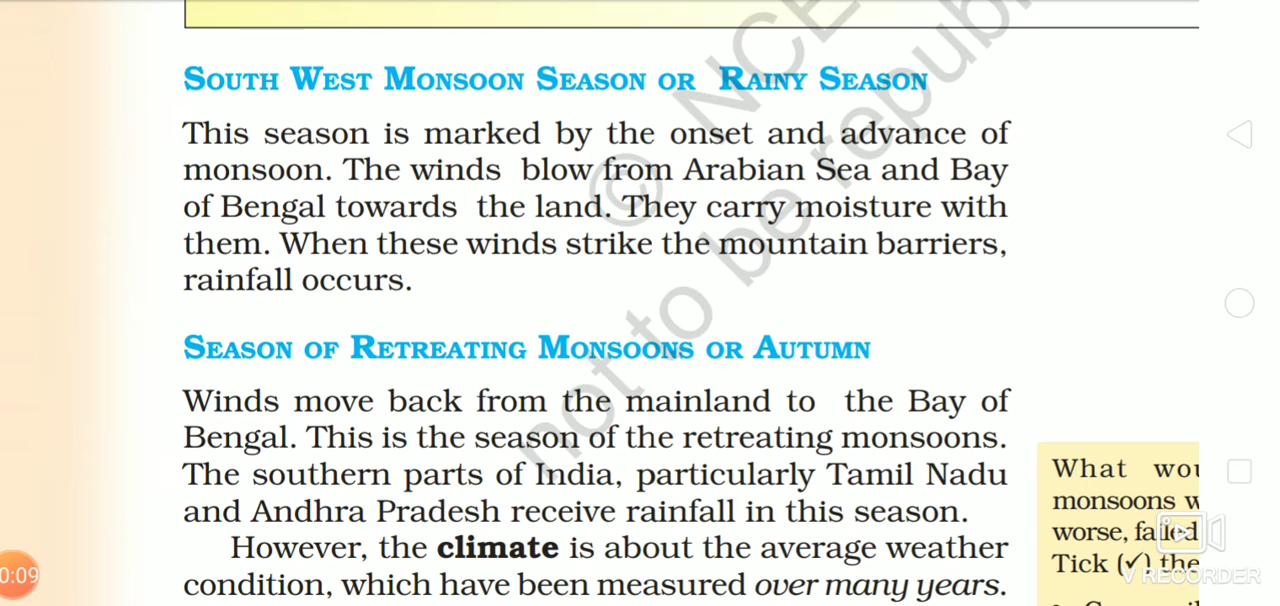 SOUTH WEST MONSOON SEASON OR RAINY SEASON
This season is marked by the onset and advance of
monsoon. The winds blow from Arabian Sea and Bay
of Bengal towards the land. They carry moisture with
them. When these winds strike the mountain barriers,
rainfall occurs.
SEASON OF RETREATING MONSOONS OR AUTUMN
Winds move back from the mainland to the Bay of
Bengal. This is the season of the retreating monsoons.
The southern parts of India, particularly Tamil Nadu
and Andhra Pradesh receive rainfall in this season.
However, the climate is about the average weather
condition, which have been measured over many years.
© NCE
not to be republi
What wou
monsoons w
worse, failed
Tick (✓) the
V RECORDER
0:09